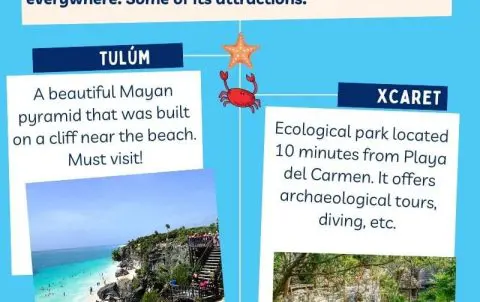 everywhere. Some of its attractions.
TULÚM
A beautiful Mayan
pyramid that was built
on a cliff near the beach.
Must visit!
XCARET
Ecological park located
10 minutes from Playa
del Carmen. It offers
archaeological tours,
diving, etc.